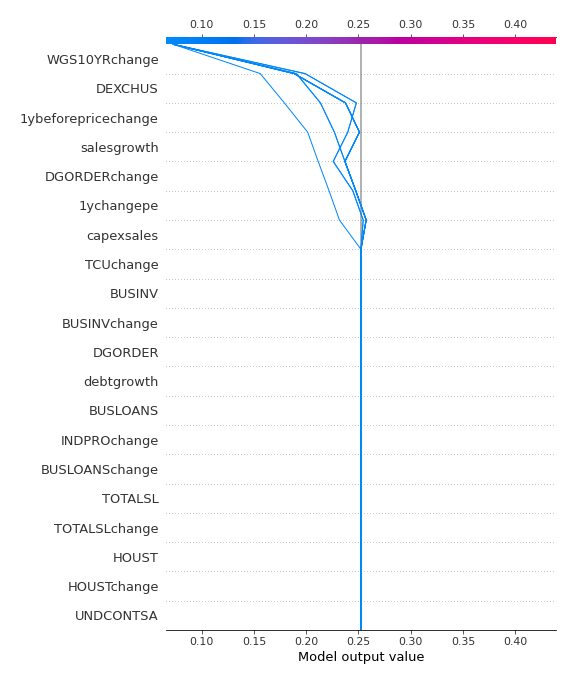 0.10 0.15 0.20 0.25 0.30 0.35 0.40
WGS10YRchange
DEXCHUS
1ybeforepricechange
salesgrowth
DGORDERchange
1ychangepe
capexsales
TCUchange
BUSINV
BUSINVchange
DGORDER
debtgrowth
BUSLOANS
INDPROchange
BUSLOANSchange
TOTALSL
TOTALSLchange
HOUST
HOUSTchange
UNDCONTSA
0.10 0.15 0.20 0.25 0.30 0.35 0.40
Model output value